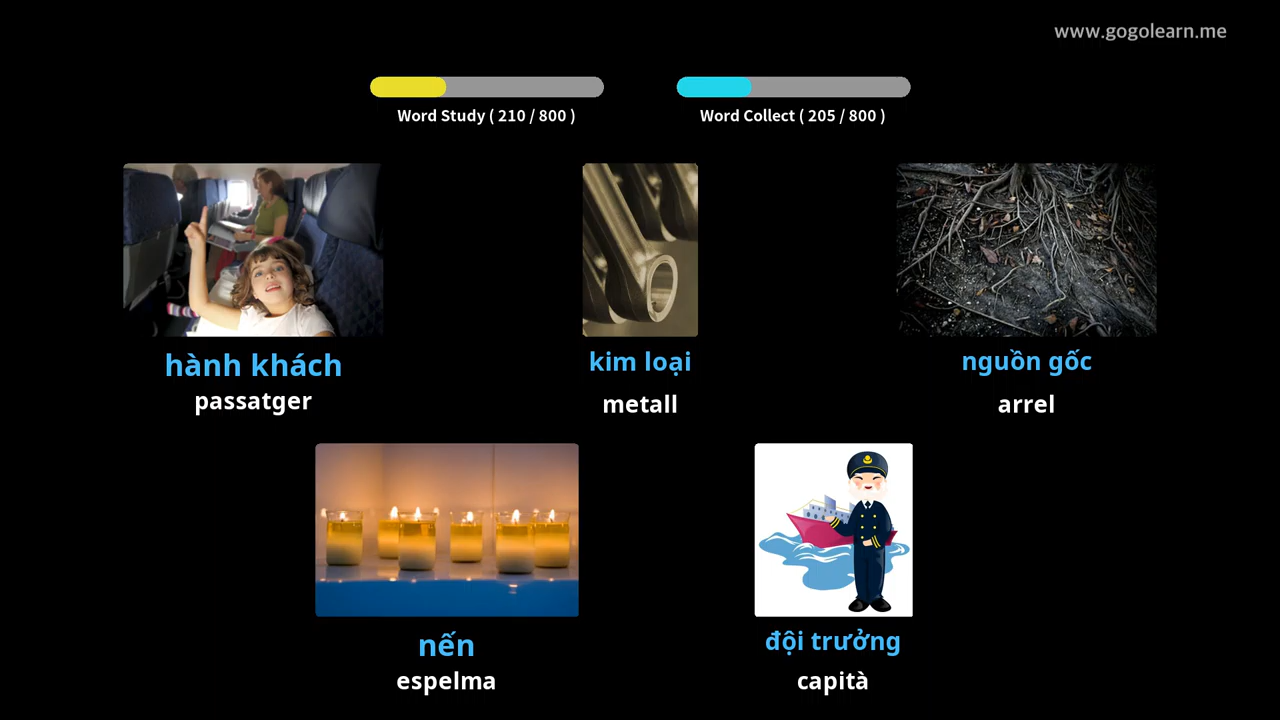 www.gogolearn.me
Word Study ( 210 / 800 )
Word Collect ( 205 / 800 )
hành khách
passatger
kim loại
metall
nguồn gốc
arrel
nến
espelma
đội trưởng
capità